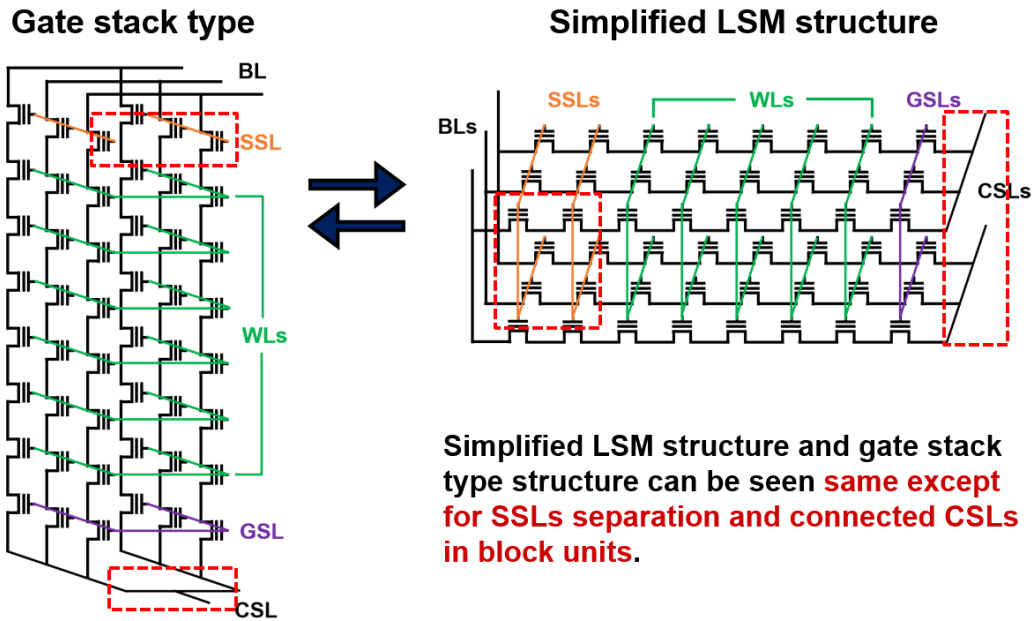 Gate stack type
Simplified LSM structure
BL
SSL
WLs
GSL
CSL
SSLs
WLs
GSLs
BLs
CSLs
Simplified LSM structure and gate stack
type structure can be seen same except
for SSLs separation and connected CSLs
in block units.